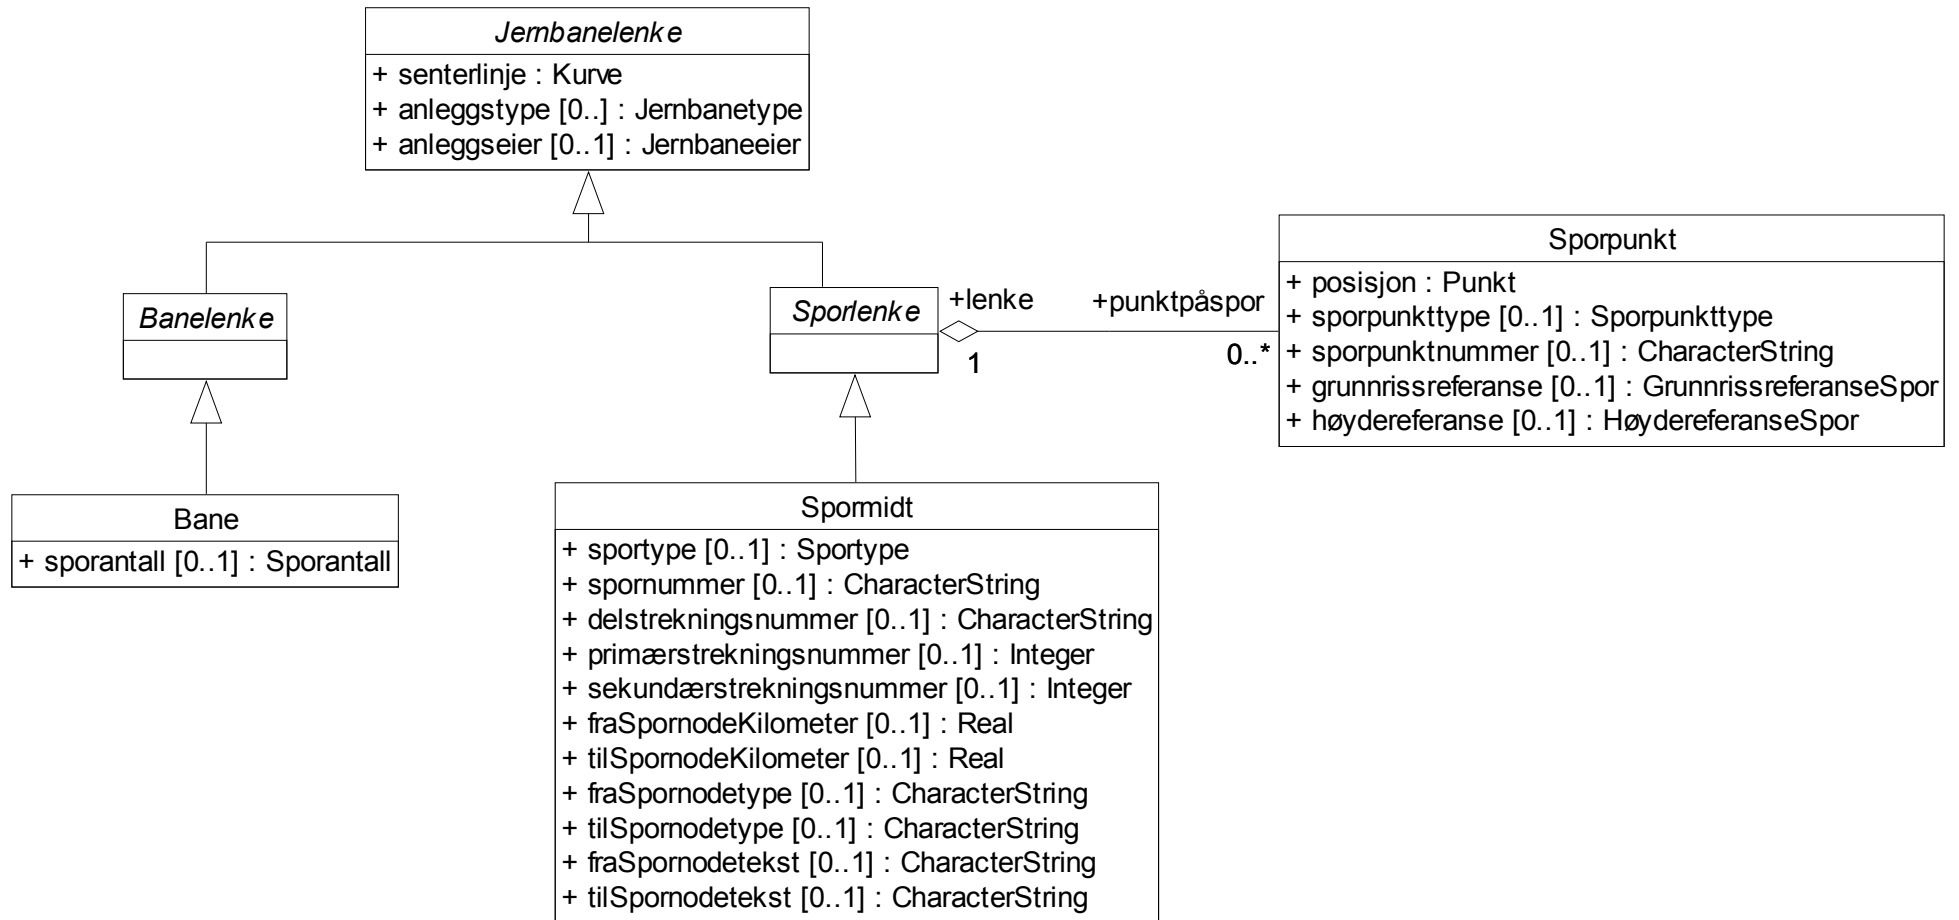 Jernbanelenke
+ senterlinje : Kurve
+ anleggstype [0..] : Jernbanetype
+ anleggseier [0..1] : Jernbaneeier
Banelenke
Sporlenke
+lenke
1
+punktpåspor
0..*
Sporpunkt
+ posisjon : Punkt
+ sporpunkttype [0..1] : Sporpunkttype
+ sporpunktnummer [0..1] : CharacterString
+ grunnrissreferanse [0..1] : GrunnrissreferanseSpor
+ høydereferanse [0..1] : HøydereferanseSpor
Bane
+ sporantall [0..1] : Sporantall
Spormidt
+ sportype [0..1] : Sportype
+ spornummer [0..1] : CharacterString
+ delstrekningsnummer [0..1] : CharacterString
+ primærstrekningsnummer [0..1] : Integer
+ sekundærstrekningsnummer [0..1] : Integer
+ fraSpornodeKilometer [0..1] : Real
+ tilSpornodeKilometer [0..1] : Real
+ fraSpornodetype [0..1] : CharacterString
+ tilSpornodetype [0..1] : CharacterString
+ fraSpornodetekst [0..1] : CharacterString
+ tilSpornodetekst [0..1] : CharacterString